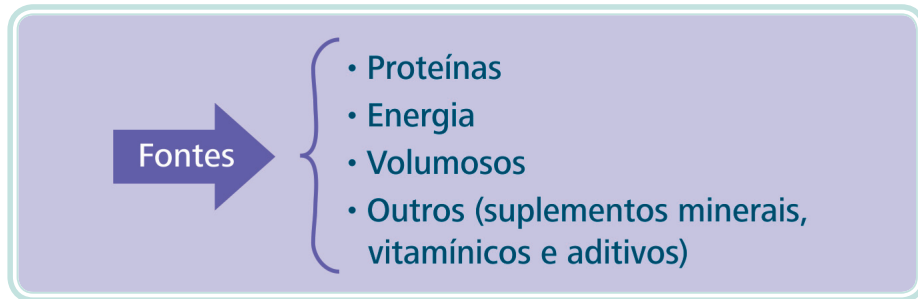 Fontes
• Proteínas
• Energia
• Volumosos
• Outros (suplementos minerais,
vitamínicos e aditivos)